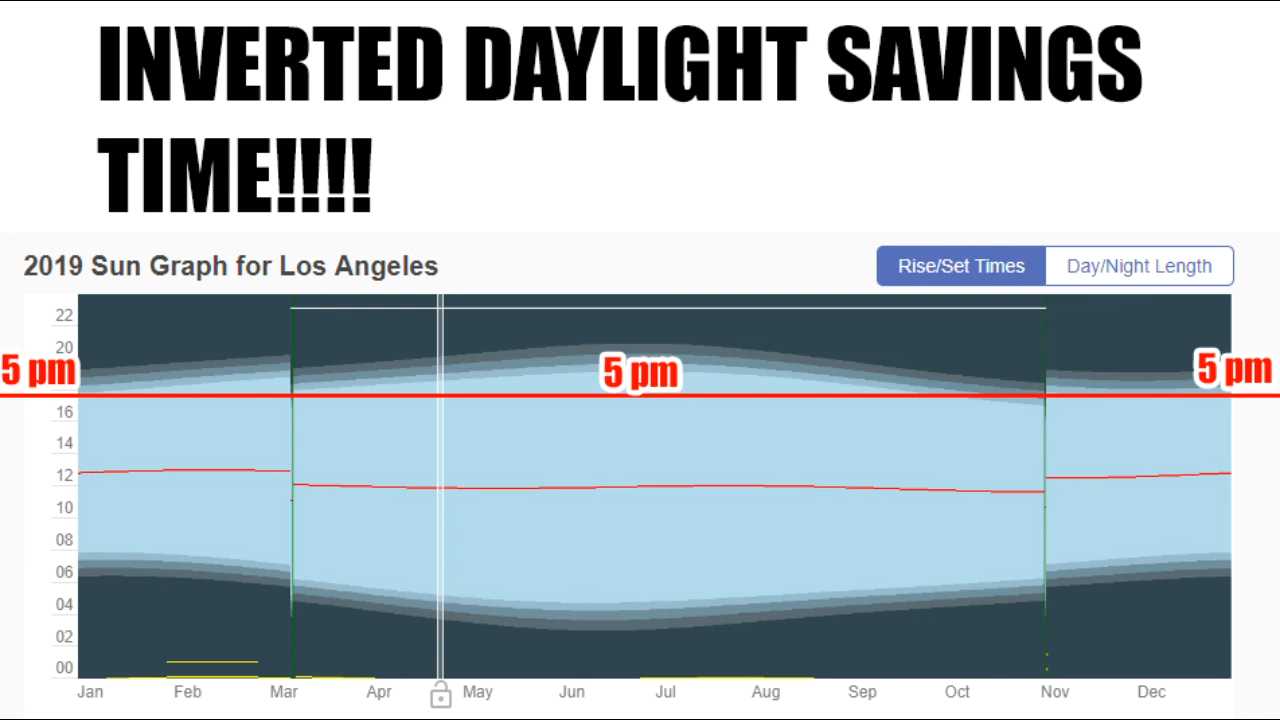 INVERTED DAYLIGHT SAVINGS
TIME!!!!
2019 Sun Graph for Los Angeles
Rise/Set Times
Day/Night Length
22
20
5 pm
5 pm
5 pm
16
14
12
10
08
06
04
02
00
Jan Feb Mar Apr May Jun Jul Aug Sep Oct Nov Dec